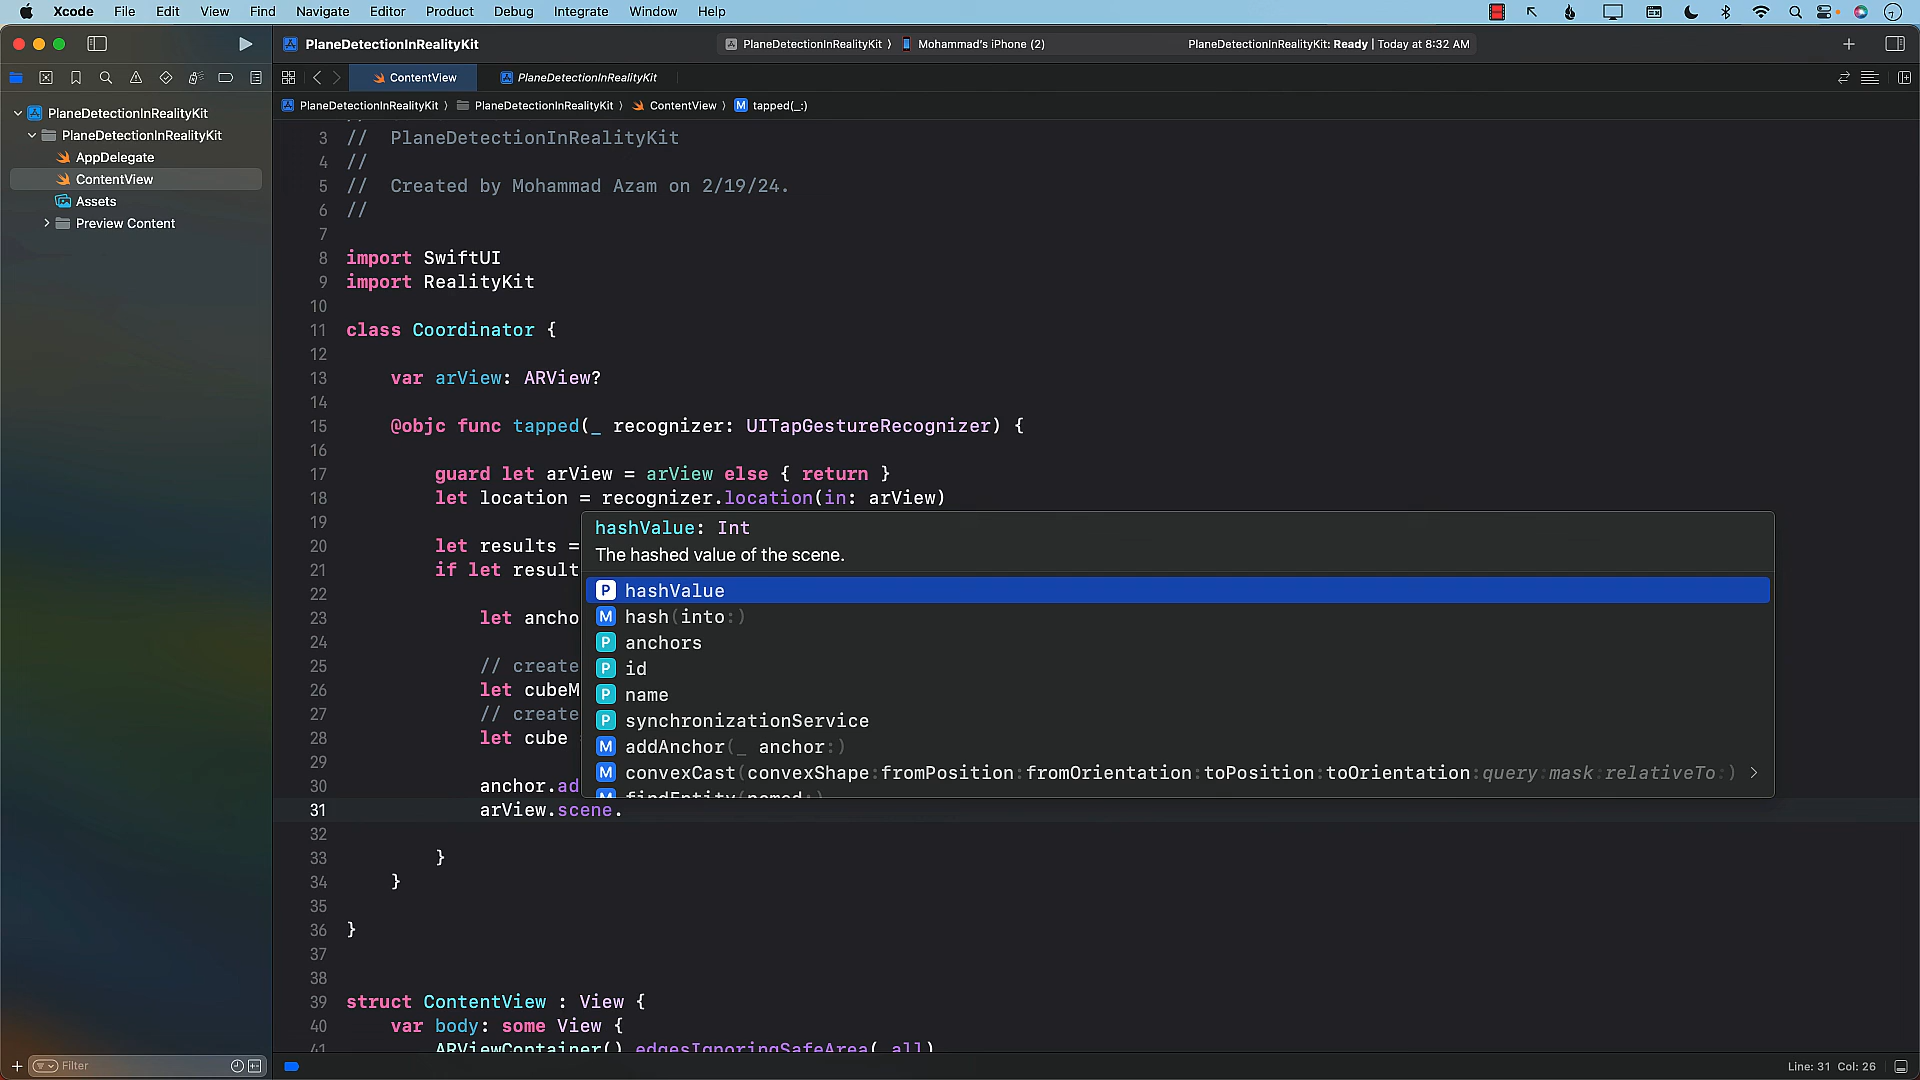 Xcode File Edit View Find Navigate Editor Product Debug Integrate Window Help
PlaneDetectionInRealityKit
PlaneDetectionInRealityKit ⟩ Mohammad's iPhone (2)
PlaneDetectionInRealityKit: Ready | Today at 8:32 AM
ContentView
PlaneDetectionInRealityKit
PlaneDetectionInRealityKit ⟩ PlaneDetectionInRealityKit ⟩ ContentView ⟩ M tapped(_:)
PlaneDetectionInRealityKit
PlaneDetectionInRealityKit
AppDelegate
ContentView
Assets
Preview Content
3 // PlaneDetectionInRealityKit
4 //
5 // Created by Mohammad Azam on 2/19/24.
6 //
7
8 import SwiftUI
9 import RealityKit
10
11 class Coordinator {
12
13 var arView: ARView?
14
15 @objc func tapped(_ recognizer: UITapGestureRecognizer) {
16
17 guard let arView = arView else { return }
18 let location = recognizer.location(in: arView)
19
20 let results =
21 if let result
22
23 let ancho
24
25 // create
26 let cubeM
27 // create
28 let cube
29
30 anchor.ad
31 arView.scene.
32
33 }
34 }
35
36 }
37
38
39 struct ContentView : View {
40 var body: some View {
41 ARViewContainer().edgesIgnoringSafeArea(.all)
hashValue: Int
The hashed value of the scene.
P hashValue
M hash(into:)
P anchors
P id
P name
P synchronizationService
M addAnchor(_ anchor:)
M convexCast(convexShape:fromPosition:fromOrientation:toPosition:toOrientation:query:mask:relativeTo:)
M findEntity(named:)
Filter
Line: 31 Col: 26